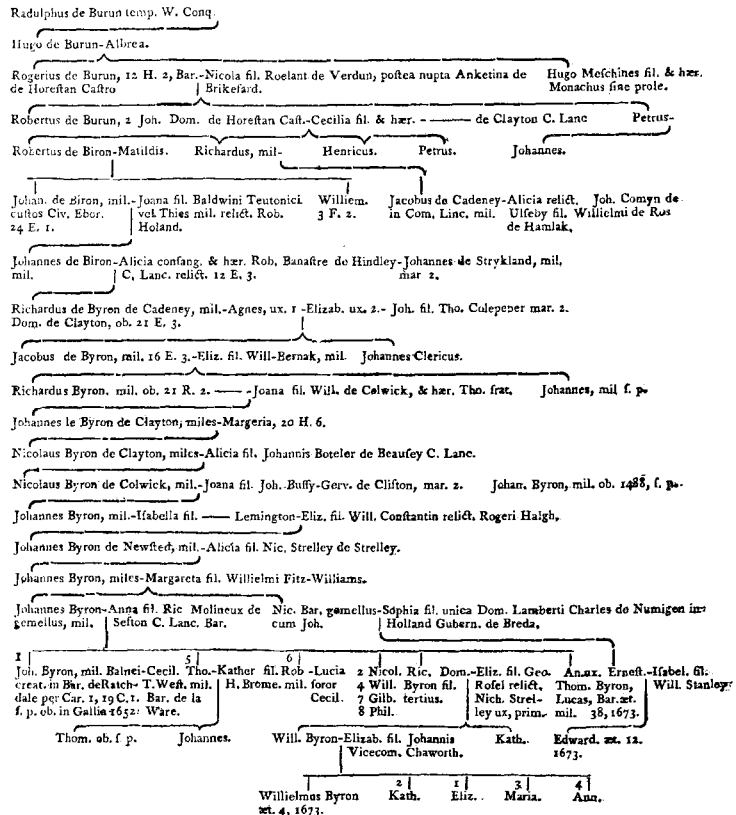 Radulphus de Burun temp. W. Conq.
Hugo de Burun-Albrea.
Rogerius de Burun, 12 H. 2, Bar.-Nicola fil. Roelant de Verdun, poſtea nupta Anketina de Hugo Meſchines fil. & hær.
de Horeſtan Caſtro Brikeſard. Monachus ſine prole.
Robertus de Burun, 2 Joh. Dom. de Horeſtan Caſt.-Cecilia fil. & hær. - —— de Clayton C. Lanc Petrus-
Robertus de Biron-Matildis. Richardus, mil- Henricus. Petrus. Johannes.
Johan. de Biron, mil.-Joana fil. Baldwini Teutonici Williem. Jacobus de Cadeney-Alicia relict. Joh. Comyn de
cuſtos Civ. Ebor. vel Thies mil. relict. Rob. 3 F. 2. in Com. Linc. mil. Ulſeby fil. Willielmi de Ros
24 E. 1. Holand. de Hamlak.
Johannes de Biron-Alicia conſang. & hær. Rob. Banaſtre de Hindley-Johannes de Strykland, mil.
mil. C. Lanc. relict. 12 E. 3. mar 2.
Richardus de Byron de Cadeney, mil.-Agnes, ux. 1 -Elizab. ux. 2.- Joh. fil. Tho. Colepeper mar. 2.
Dom. de Clayton, ob. 21 E. 3.
Jacobus de Byron, mil. 16 E. 3.-Eliz. fil. Will-Bernak, mil. Johannes Clericus.
Richardus Byron. mil. ob. 21 R. 2. —— -Joana fil. Will. de Colwick, & hær. Tho. frat. Johannes, mil ſ. p.
Johannes le Byron de Clayton, miles-Margeria, 20 H. 6.
Nicolaus Byron de Clayton, miles-Alicia fil. Johannis Boteler de Beauſey C. Lanc.
Nicolaus Byron de Colwick, mil.-Joana fil. Joh. Buſſy-Gerv. de Clifton, mar. 2. Johan. Byron, mil. ob. 1488, ſ. p.
Johannes Byron, mil.-Iſabella fil. —— Lemington-Eliz. fil. Will. Conſtantin relict. Rogeri Halgh.
Johannes Byron de Newſted, mil.-Alicia fil. Nic. Strelley de Strelley.
Johannes Byron, miles-Margareta fil. Willielmi Fitz-Williams.
Johannes Byron-Anna fil. Ric Molineux de Nic. Bar. gemellus-Sophia fil. unica Dom. Lamberti Charles do Numigen in
gemellus, mil. Sefton C. Lanc. Bar. cum Joh. Holland Gubern. de Breda.
1 5 6
Joh. Byron, mil. Balnei-Cecil. Tho.-Kather fil. Rob -Lucia 2 Nicol. Ric. Dom.-Eliz. fil. Geo. An.ux. Erneſt.-Iſabel. fil.
creat. in Bar. de Ratch- T. Weſt. mil. H. Brome. mil. ſoror 4 Will. Byron fil. Roſel relict. Thom. Byron, Will. Stanley
dale per Car. 1, 19 C. 1. Bar. de la Cecil. 7 Gilb. tertius. Nich. Strel- Lucas, Bar. æt.
ſ. p. ob. in Gallia 1652. Ware. 8 Phil. ley ux, prim. mil. 38, 1673.
Thom. ob. ſ p. Johannes. Will. Byron-Elizab. fil. Johannis Kath. Edward. æt. 12.
Vicecom. Chaworth. 1673.
2 1 3 4
Willielmus Byron Kath. Eliz. Maria. Ann.
æt. 4, 1673.